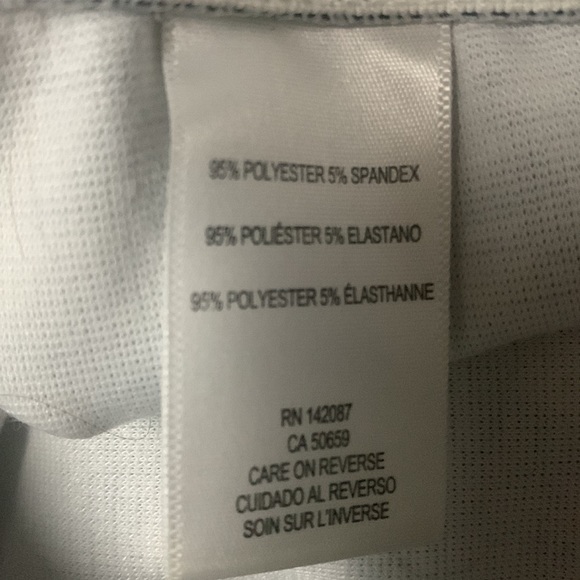 95% POLYESTER 5% SPANDEX
95% POLIÉSTER 5% ELASTANO
95% POLYESTER 5% ÉLASTHANNE
RN 142087
CA 50659
CARE ON REVERSE
CUIDADO AL REVERSO
SOIN SUR L'INVERSE